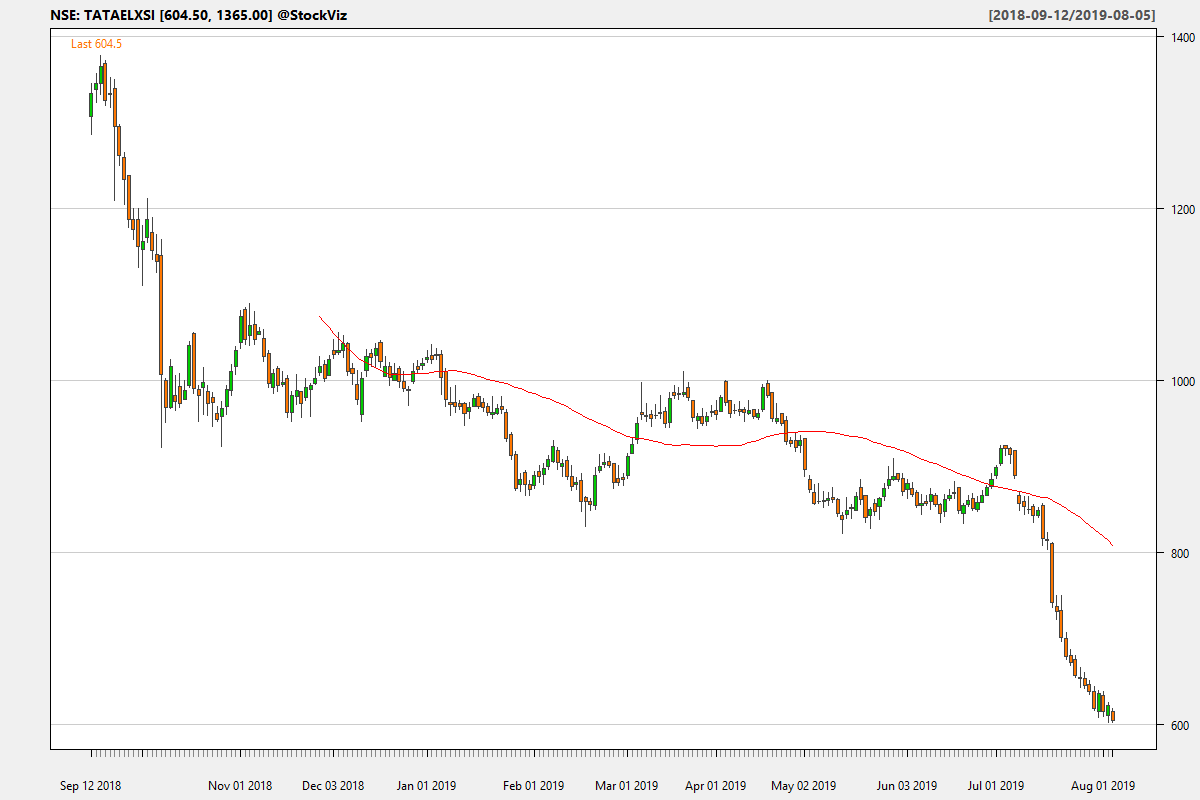 NSE: TATAELXSI [604.50, 1365.00] @StockViz [2018-09-12/2019-08-05]
Last 604.5
1400
1200
1000
800
600
Sep 12 2018 Nov 01 2018 Dec 03 2018 Jan 01 2019 Feb 01 2019 Mar 01 2019 Apr 01 2019 May 02 2019 Jun 03 2019 Jul 01 2019 Aug 01 2019